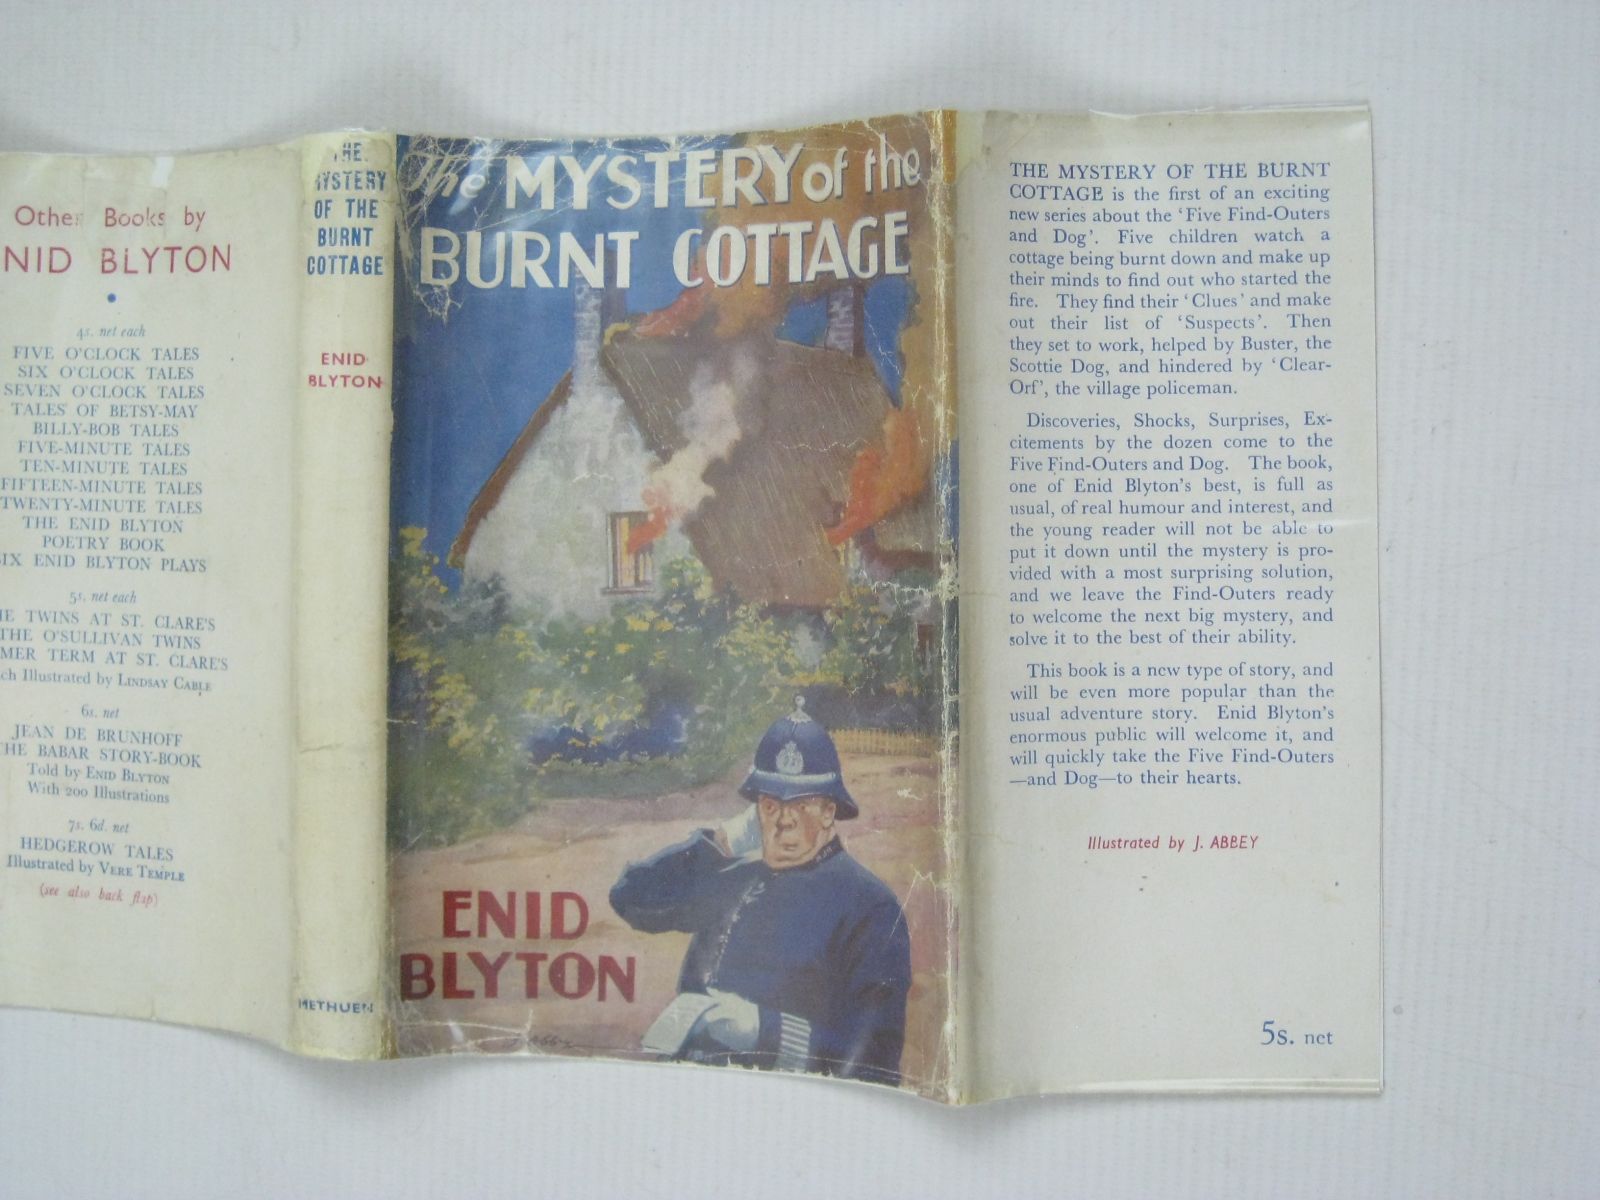 Other Books by
NID BLYTON
4s. net each
FIVE O'CLOCK TALES
SIX O'CLOCK TALES
SEVEN O'CLOCK TALES
TALES OF BETSY-MAY
BILLY-BOB TALES
FIVE-MINUTE TALES
TEN-MINUTE TALES
FIFTEEN-MINUTE TALES
TWENTY-MINUTE TALES
THE ENID BLYTON
POETRY BOOK
IX ENID BLYTON PLAYS
5s. net each
E TWINS AT ST. CLARE'S
THE O'SULLIVAN TWINS
MER TERM AT ST. CLARE'S
ch Illustrated by LINDSAY CABLE
6s. net
JEAN DE BRUNHOFF
HE BABAR STORY-BOOK
Told by ENID BLYTON
With 200 Illustrations
7s. 6d. net
HEDGEROW TALES
Illustrated by VERE TEMPLE
(see also back flap)
THE
MYSTERY
OF THE
BURNT
COTTAGE
ENID
BLYTON
METHUEN
The MYSTERY of the
BURNT COTTAGE
ENID
BLYTON
THE MYSTERY OF THE BURNT
COTTAGE is the first of an exciting
new series about the 'Five Find-Outers
and Dog'. Five children watch a
cottage being burnt down and make up
their minds to find out who started the
fire. They find their 'Clues' and make
out their list of 'Suspects'. Then
they set to work, helped by Buster, the
Scottie Dog, and hindered by 'Clear-
Orf', the village policeman.
Discoveries, Shocks, Surprises, Ex-
citements by the dozen come to the
Five Find-Outers and Dog. The book,
one of Enid Blyton's best, is full as
usual, of real humour and interest, and
the young reader will not be able to
put it down until the mystery is pro-
vided with a most surprising solution,
and we leave the Find-Outers ready
to welcome the next big mystery, and
solve it to the best of their ability.
This book is a new type of story, and
will be even more popular than the
usual adventure story. Enid Blyton's
enormous public will welcome it, and
will quickly take the Five Find-Outers
—and Dog—to their hearts.
Illustrated by J. ABBEY
5s. net